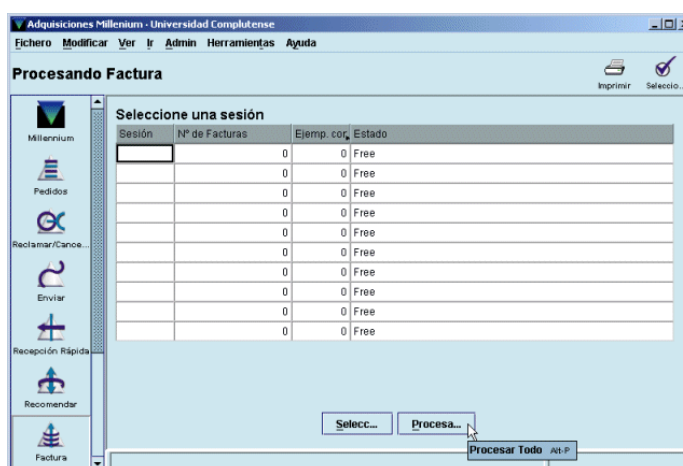 Adquisiciones Millenium - Universidad Complutense
Fichero Modificar Ver Ir Admin Herramientas Ayuda
Procesando Factura
Imprimir Seleccio...
Millennium
Pedidos
Reclamar/Cance...
Enviar
Recepción Rápida
Recomendar
Factura
Seleccione una sesión
Sesión Nº de Facturas Ejemp. cor Estado
0 0 Free
0 0 Free
0 0 Free
0 0 Free
0 0 Free
0 0 Free
0 0 Free
0 0 Free
0 0 Free
0 0 Free
Selecc... Procesa...
Procesar Todo Alt-P